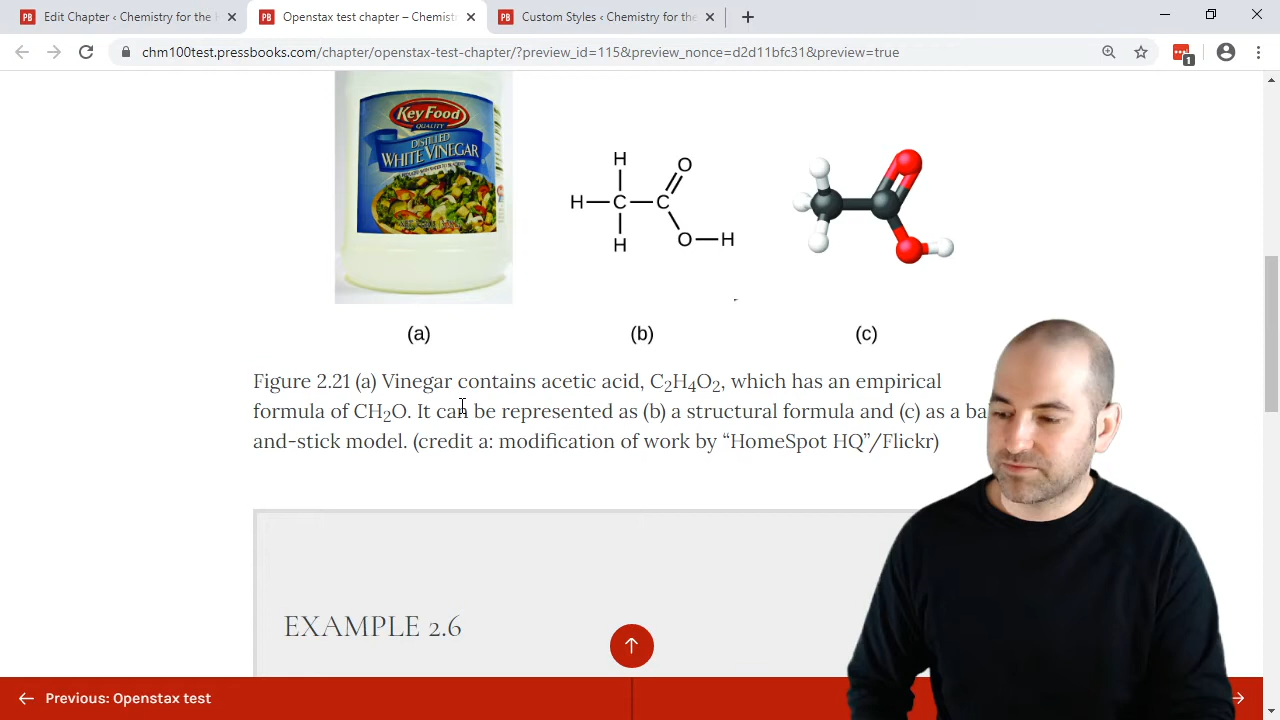 Edit Chapter ‹ Chemistry for the
Openstax test chapter – Chemist
Custom Styles ‹ Chemistry for the
chm100test.pressbooks.com/chapter/openstax-test-chapter/?preview_id=115&preview_nonce=d2d11bfc31&preview=true
1
Key Food
QUALITY
DISTILLED
WHITE VINEGAR
H O
H C C
H O H
(a) (b) (c)
Figure 2.21 (a) Vinegar contains acetic acid, C2H4O2, which has an empirical
formula of CH2O. It can be represented as (b) a structural formula and (c) as a ba
and-stick model. (credit a: modification of work by “HomeSpot HQ”/Flickr)
EXAMPLE 2.6
Previous: Openstax test